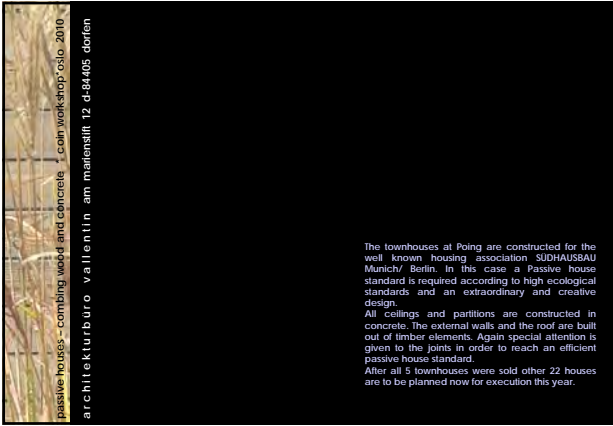 passive houses – combing wood and concrete * coin workshop*oslo 2010
architekturbüro vallentin am marienstift 12 d-84405 dorfen
The townhouses at Poing are constructed for the
well known housing association SÜDHAUSBAU
Munich/ Berlin. In this case a Passive house
standard is required according to high ecological
standards and an extraordinary and creative
design.
All ceilings and partitions are constructed in
concrete. The external walls and the roof are built
out of timber elements. Again special attention is
given to the joints in order to reach an efficient
passive house standard.
After all 5 townhouses were sold other 22 houses
are to be planned now for execution this year.